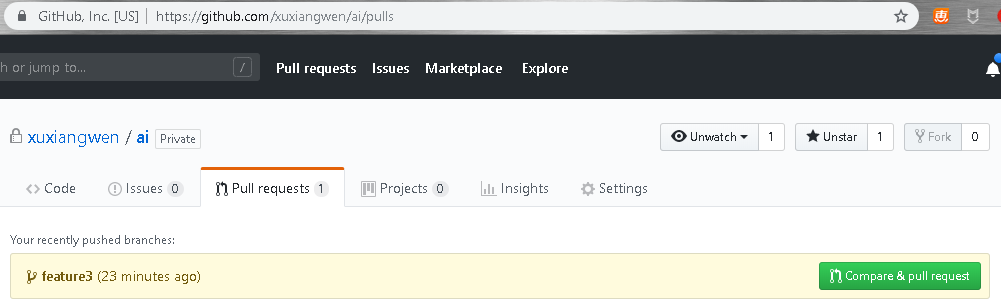 GitHub, Inc. [US] | https://github.com/xuxiangwen/ai/pulls
h or jump to... / Pull requests Issues Marketplace Explore
xuxiangwen / ai Private Unwatch 1 Unstar 1 Fork 0
Code Issues 0 Pull requests 1 Projects 0 Insights Settings
Your recently pushed branches:
feature3 (23 minutes ago) Compare & pull request